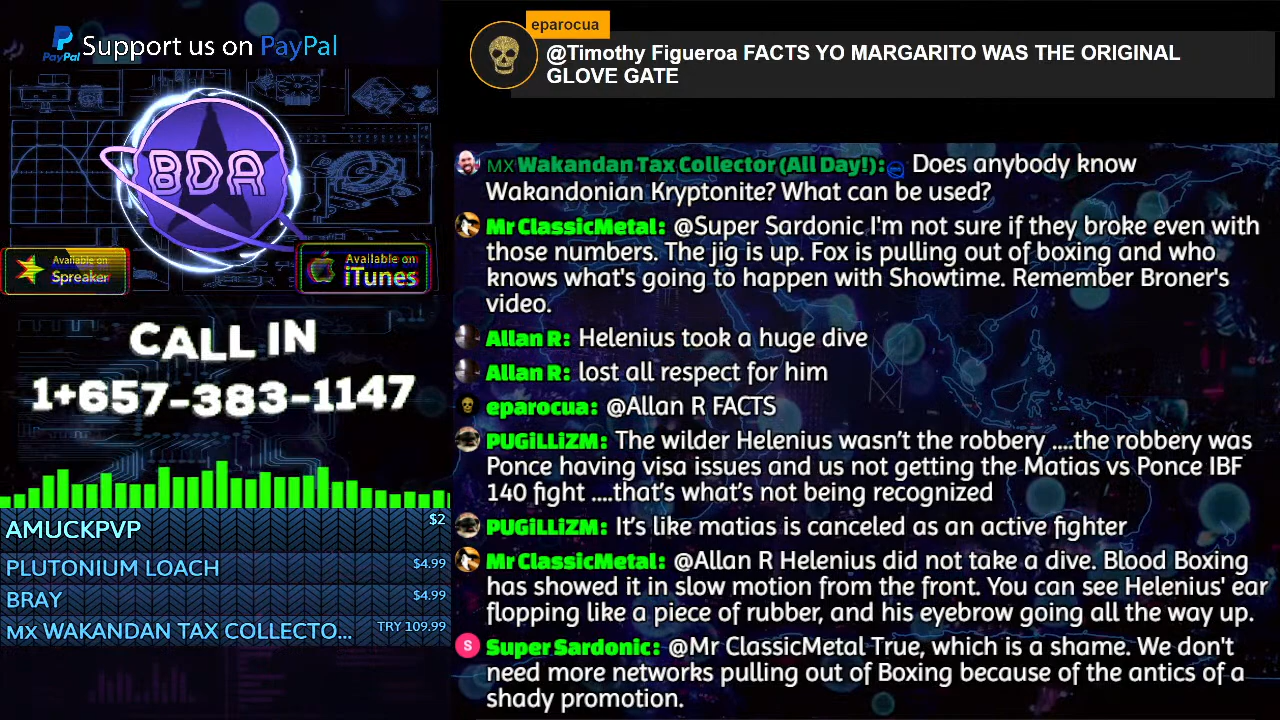 PayPal
Support us on PayPal
BDA
Available on
Spreaker
Available on
iTunes
CALL IN
1+657-383-1147
AMUCKPVP $2
PLUTONIUM LOACH $4.99
BRAY $4.99
MX WAKANDAN TAX COLLECTO... TRY 109.99
eparocua
@Timothy Figueroa FACTS YO MARGARITO WAS THE ORIGINAL
GLOVE GATE
MX Wakandan Tax Collector (All Day!): Does anybody know
Wakandonian Kryptonite? What can be used?
Mr ClassicMetal: @Super Sardonic I'm not sure if they broke even with
those numbers. The jig is up. Fox is pulling out of boxing and who
knows what's going to happen with Showtime. Remember Broner's
video.
Allan R: Helenius took a huge dive
Allan R: lost all respect for him
eparocua: @Allan R FACTS
PUGiLLiZM: The wilder Helenius wasn't the robbery ....the robbery was
Ponce having visa issues and us not getting the Matias vs Ponce IBF
140 fight ....that's what's not being recognized
PUGiLLiZM: It's like matias is canceled as an active fighter
Mr ClassicMetal: @Allan R Helenius did not take a dive. Blood Boxing
has showed it in slow motion from the front. You can see Helenius' ear
flopping like a piece of rubber, and his eyebrow going all the way up.
S Super Sardonic: @Mr ClassicMetal True, which is a shame. We don't
need more networks pulling out of Boxing because of the antics of a
shady promotion.